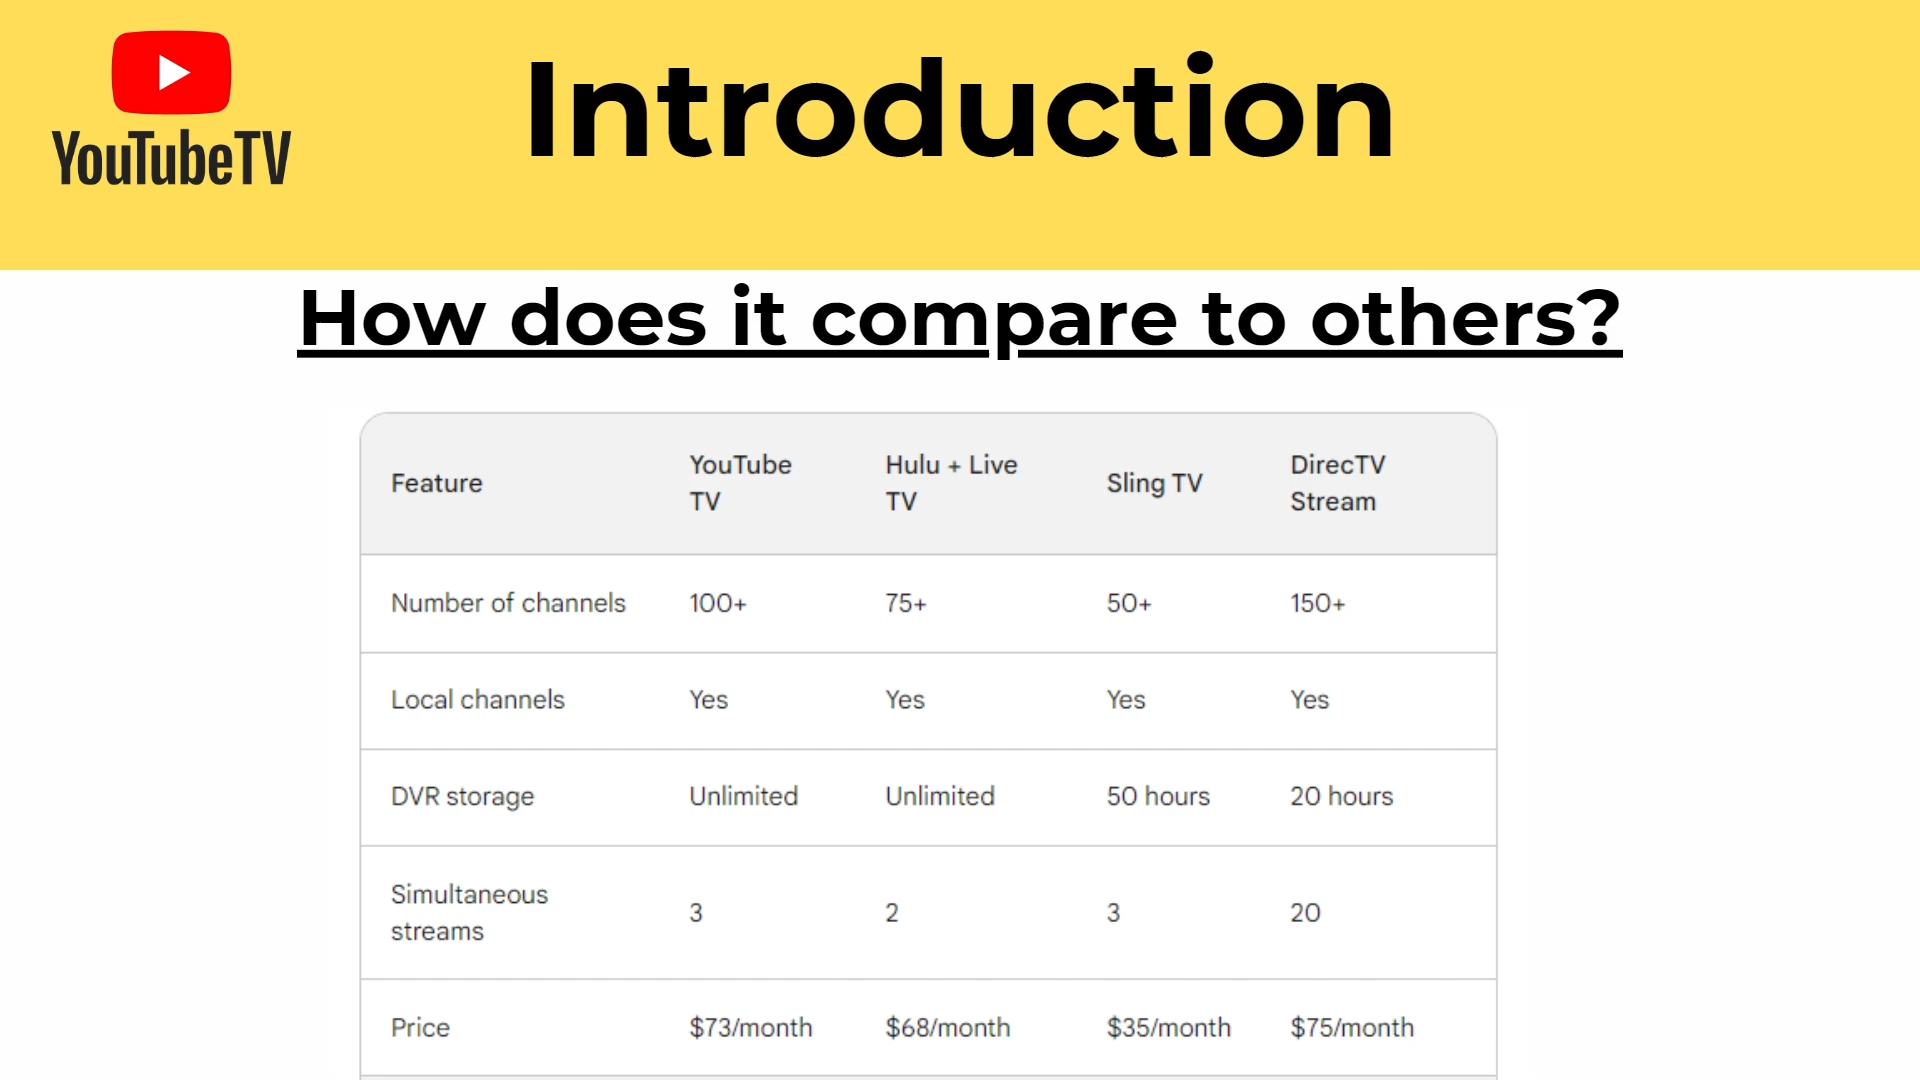 YouTubeTV
Introduction
How does it compare to others?
Feature YouTube TV Hulu + Live TV Sling TV DirecTV Stream
Number of channels 100+ 75+ 50+ 150+
Local channels Yes Yes Yes Yes
DVR storage Unlimited Unlimited 50 hours 20 hours
Simultaneous streams 3 2 3 20
Price $73/month $68/month $35/month $75/month